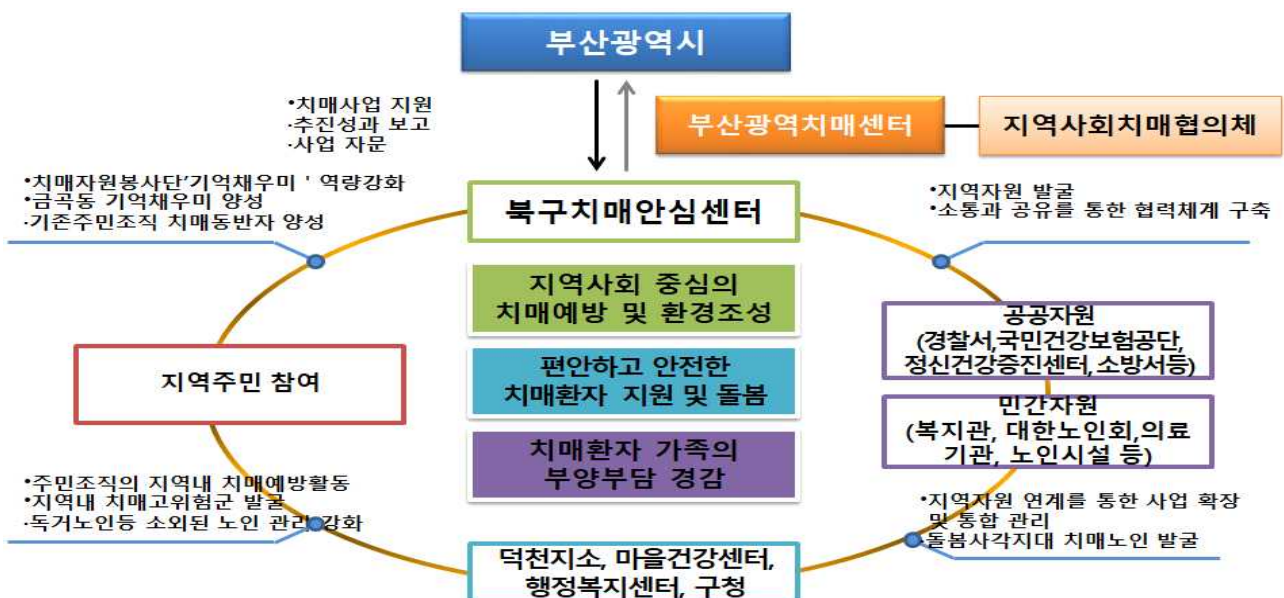 부산광역시
•치매사업 지원
·추진성과 보고
·사업 자문
부산광역치매센터
지역사회치매협의체
•치매자원봉사단'기억채우미 ' 역량강화
•금곡동 기억채우미 양성
·기존주민조직 치매동반자 양성
북구치매안심센터
•지역자원 발굴
•소통과 공유를 통한 협력체계 구축
지역사회 중심의
치매예방 및 환경조성
편안하고 안전한
치매환자 지원 및 돌봄
치매환자 가족의
부양부담 경감
지역주민 참여
공공자원
(경찰서,국민건강보험공단,
정신건강증진센터,소방서등)
민간자원
(복지관, 대한노인회,의료
기관, 노인시설 등)
•주민조직의 지역내 치매예방활동
•지역내 치매고위험군 발굴
·독거노인등 소외된 노인 관리 강화
•지역자원 연계를 통한 사업 확장
및 통합 관리
•돌봄사각지대 치매노인 발굴
덕천지소, 마을건강센터,
행정복지센터, 구청